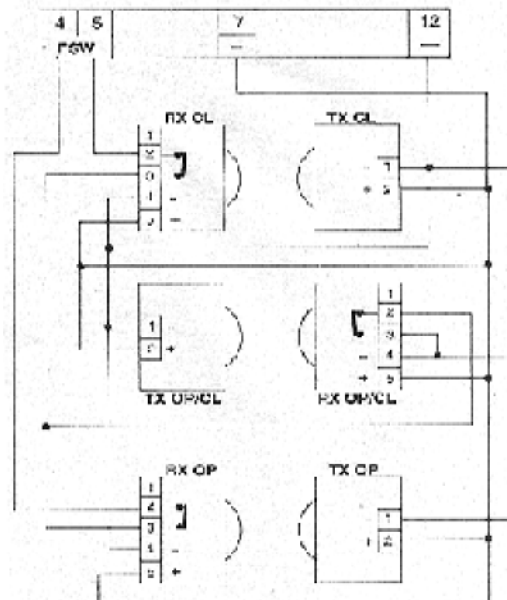 4 5 7 12
PSW — —
RX CL TX CL
1
2 1
3 + 2
4 -
5 -
1
1 2
2 + 3
- 4
+ 5
TX OP/CL RX OP/CL
RX OP TX OP
1
2
3 1
4 - 2
5 +